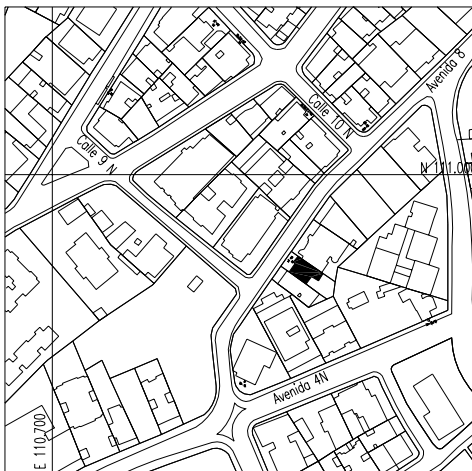 Avenida 8
Calle 10 N
Calle 9 N
N 111.00
Avenida 4N
E 110.700